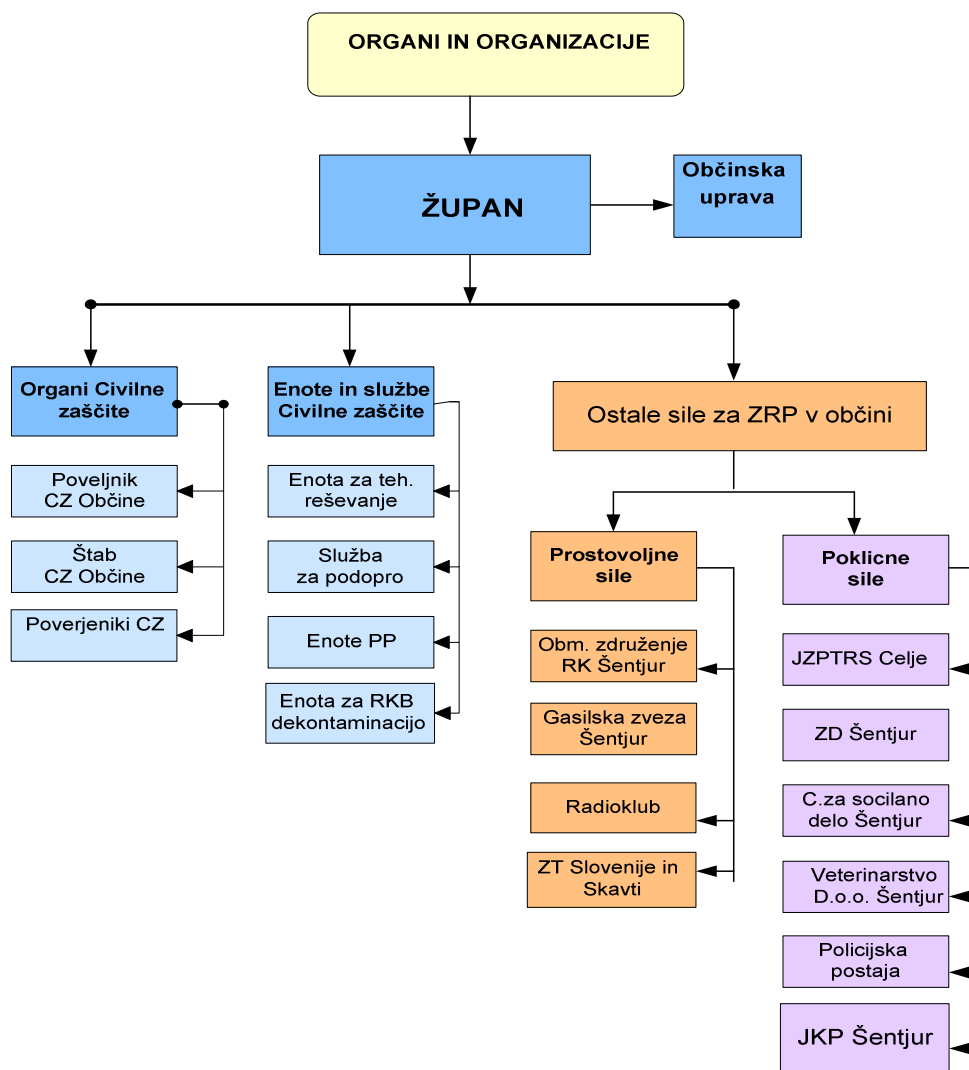 ORGANI IN ORGANIZACIJE
ŽUPAN
Občinska
uprava
Organi Civilne
zaščite
Poveljnik
CZ Občine
Štab
CZ Občine
Poverjeniki CZ
Enote in službe
Civilne zaščite
Enota za teh.
reševanje
Služba
za podopro
Enote PP
Enota za RKB
dekontaminacijo
Ostale sile za ZRP v občini
Prostovoljne
sile
Obm. združenje
RK Šentjur
Gasilska zveza
Šentjur
Radioklub
ZT Slovenije in
Skavti
Poklicne
sile
JZPTRS Celje
ZD Šentjur
C.za socilano
delo Šentjur
Veterinarstvo
D.o.o. Šentjur
Policijska
postaja
JKP Šentjur